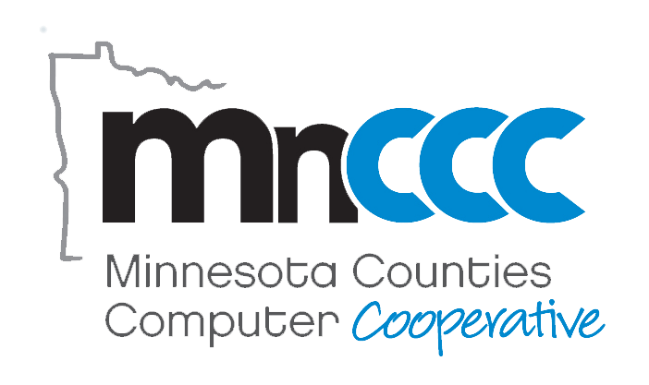 mnCCC
Minnesota Counties
Computer Cooperative